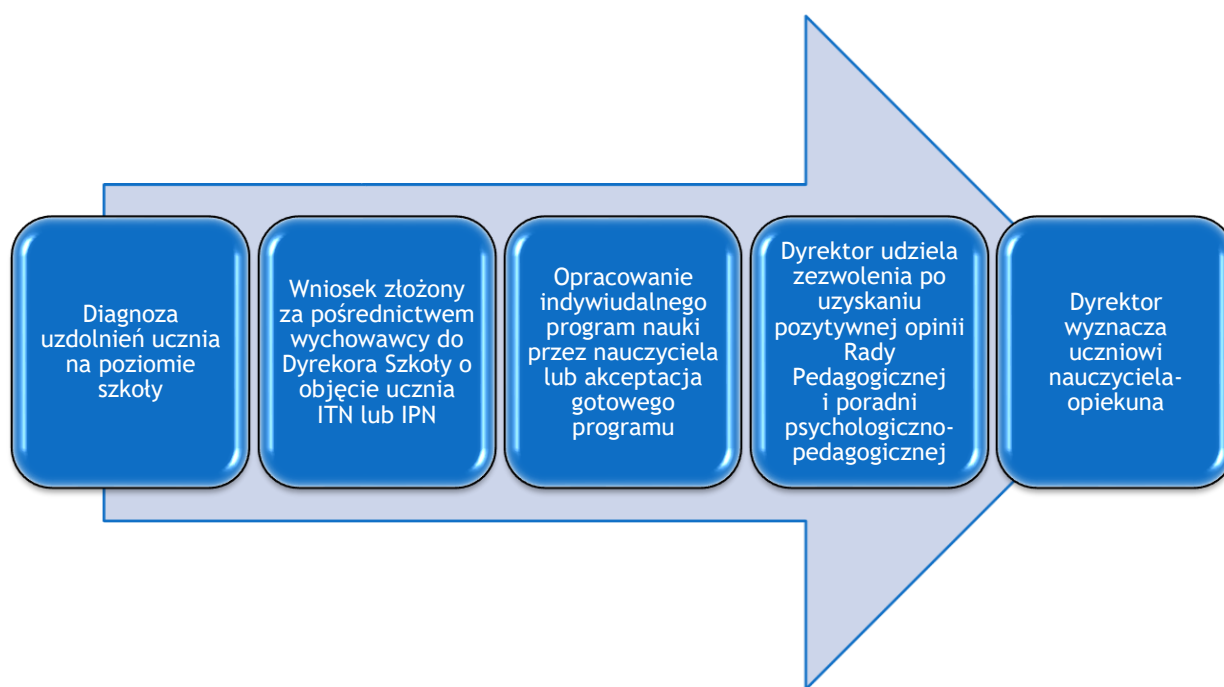 Diagnoza
uzdolnień ucznia
na poziomie
szkoły
Wniosek złożony
za pośrednictwem
wychowawcy do
Dyrekora Szkoły o
objęcie ucznia
ITN lub IPN
Opracowanie
indywiudalnego
program nauki
przez nauczyciela
lub akceptacja
gotowego
programu
Dyrektor udziela
zezwolenia po
uzyskaniu
pozytywnej opinii
Rady
Pedagogicznej
i poradni
psychologiczno-
pedagogicznej
Dyrektor
wyznacza
uczniowi
nauczyciela-
opiekuna